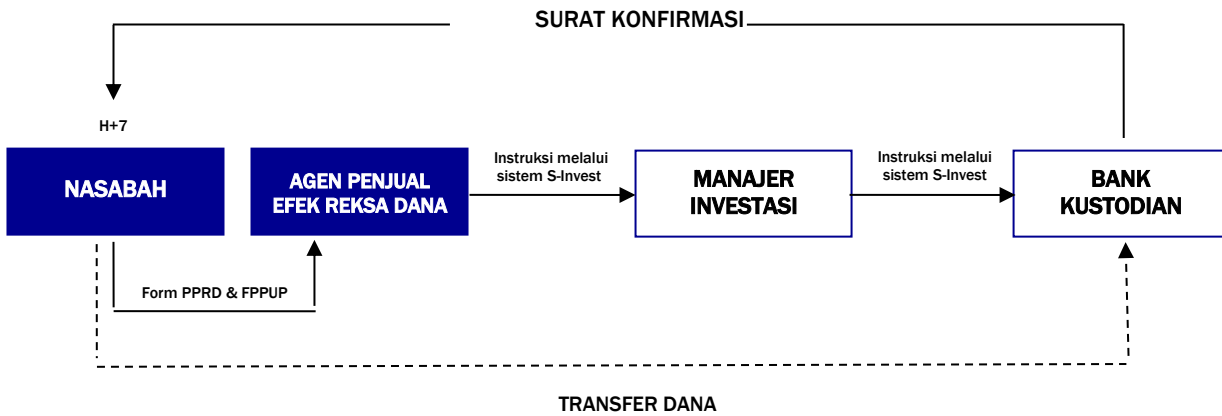 SURAT KONFIRMASI
H+7
NASABAH
AGEN PENJUAL
EFEK REKSA DANA
Instruksi melalui
sistem S-Invest
MANAJER
INVESTASI
Instruksi melalui
sistem S-Invest
BANK
KUSTODIAN
Form PPRD & FPPUP
TRANSFER DANA